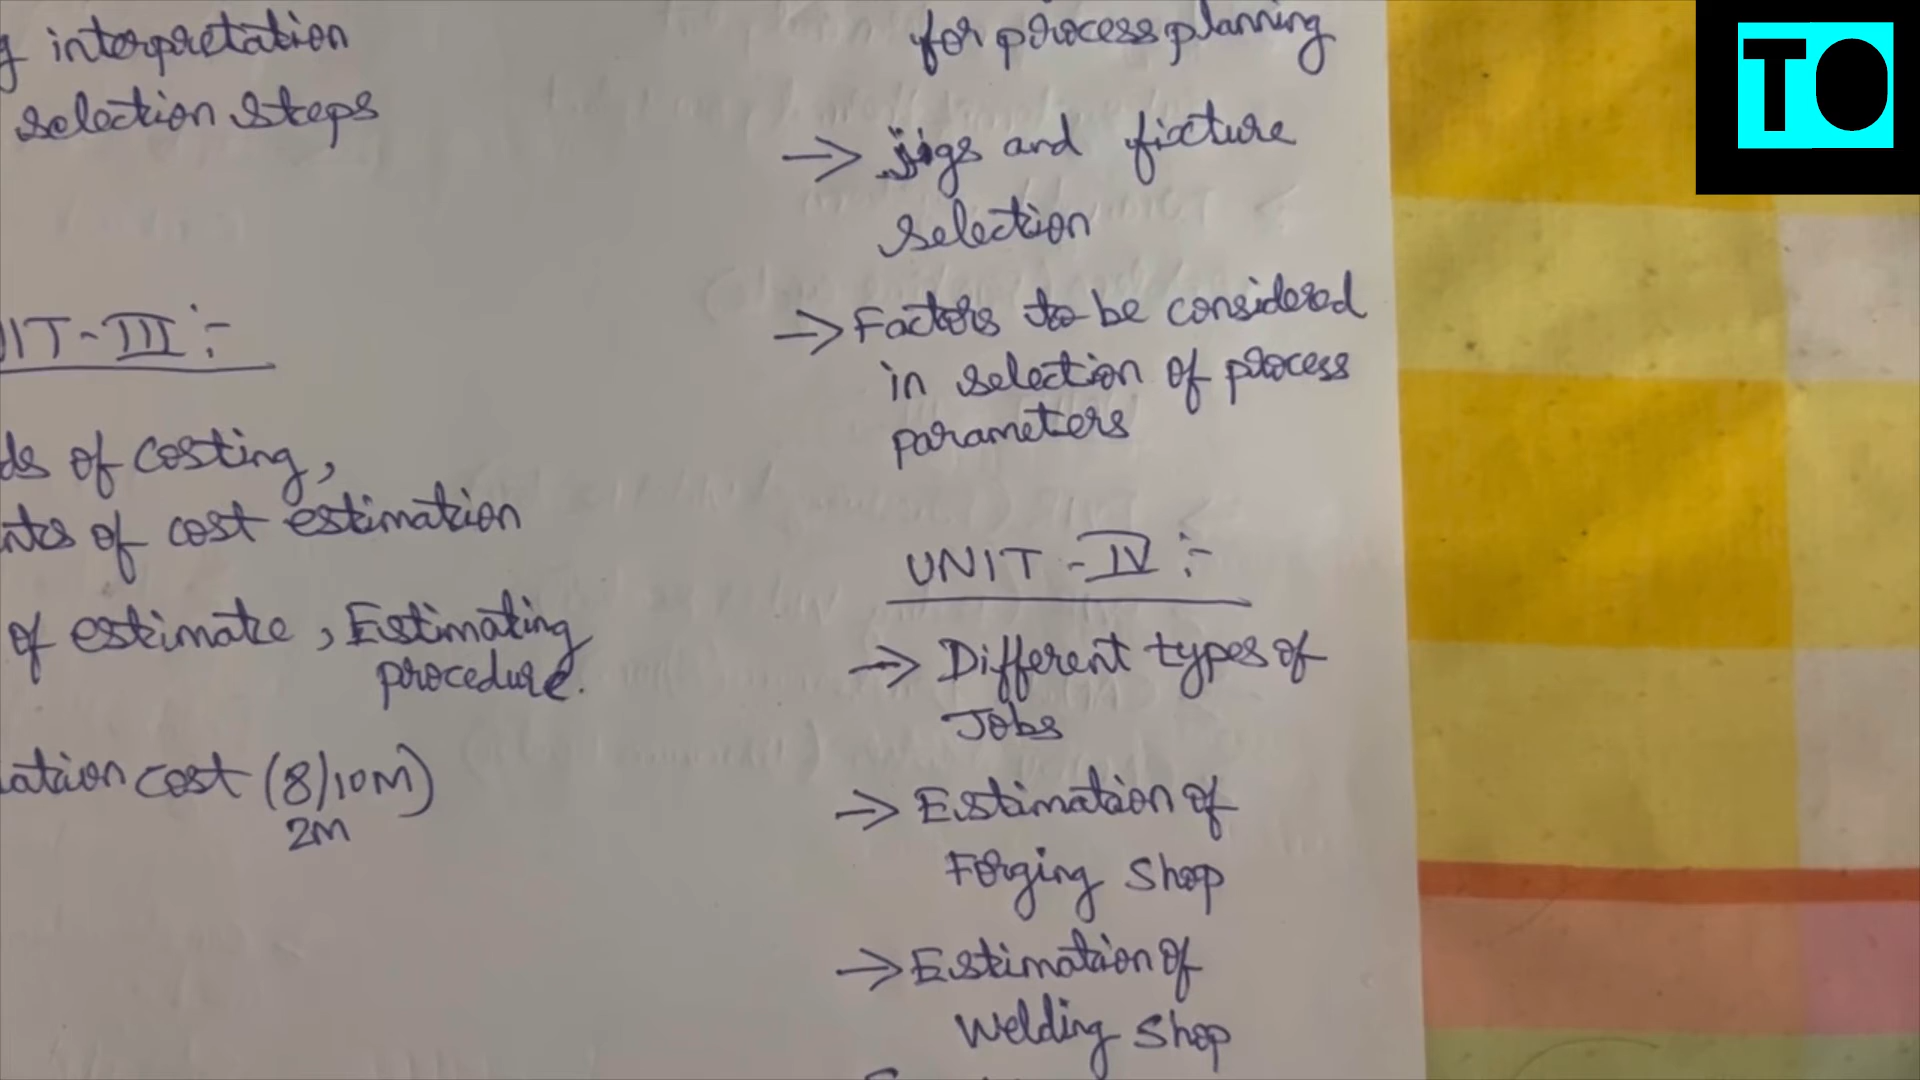 interpretation
selection steps
UNIT-III :-
of costing,
of cost estimation
of estimate, Estimating
procedure.
cost (8/10M)
2M
for process planning
→ jigs and fixture
selection
→ Factors to be considered
in selection of process
parameters
UNIT-IV :-
→ Different types of
Jobs
→ Estimation of
Forging shop
→ Estimation of
Welding shop
TO